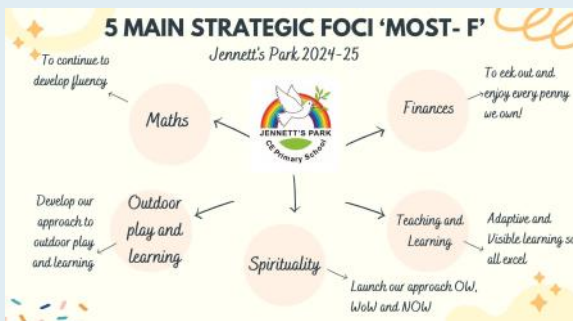 5 MAIN STRATEGIC FOCI ‘MOST- F’
Jennett's Park 2024-25
To continue to
develop fluency
Maths
JENNETT'S PARK
CE Primary School
Finances
To eek out and
enjoy every penny
we own!
Develop our
approach to
outdoor play
and learning
Outdoor
play and
learning
Spirituality
Launch our approach OW,
WoW and NOW
Teaching and
Learning
Adaptive and
Visible learning so
all excel